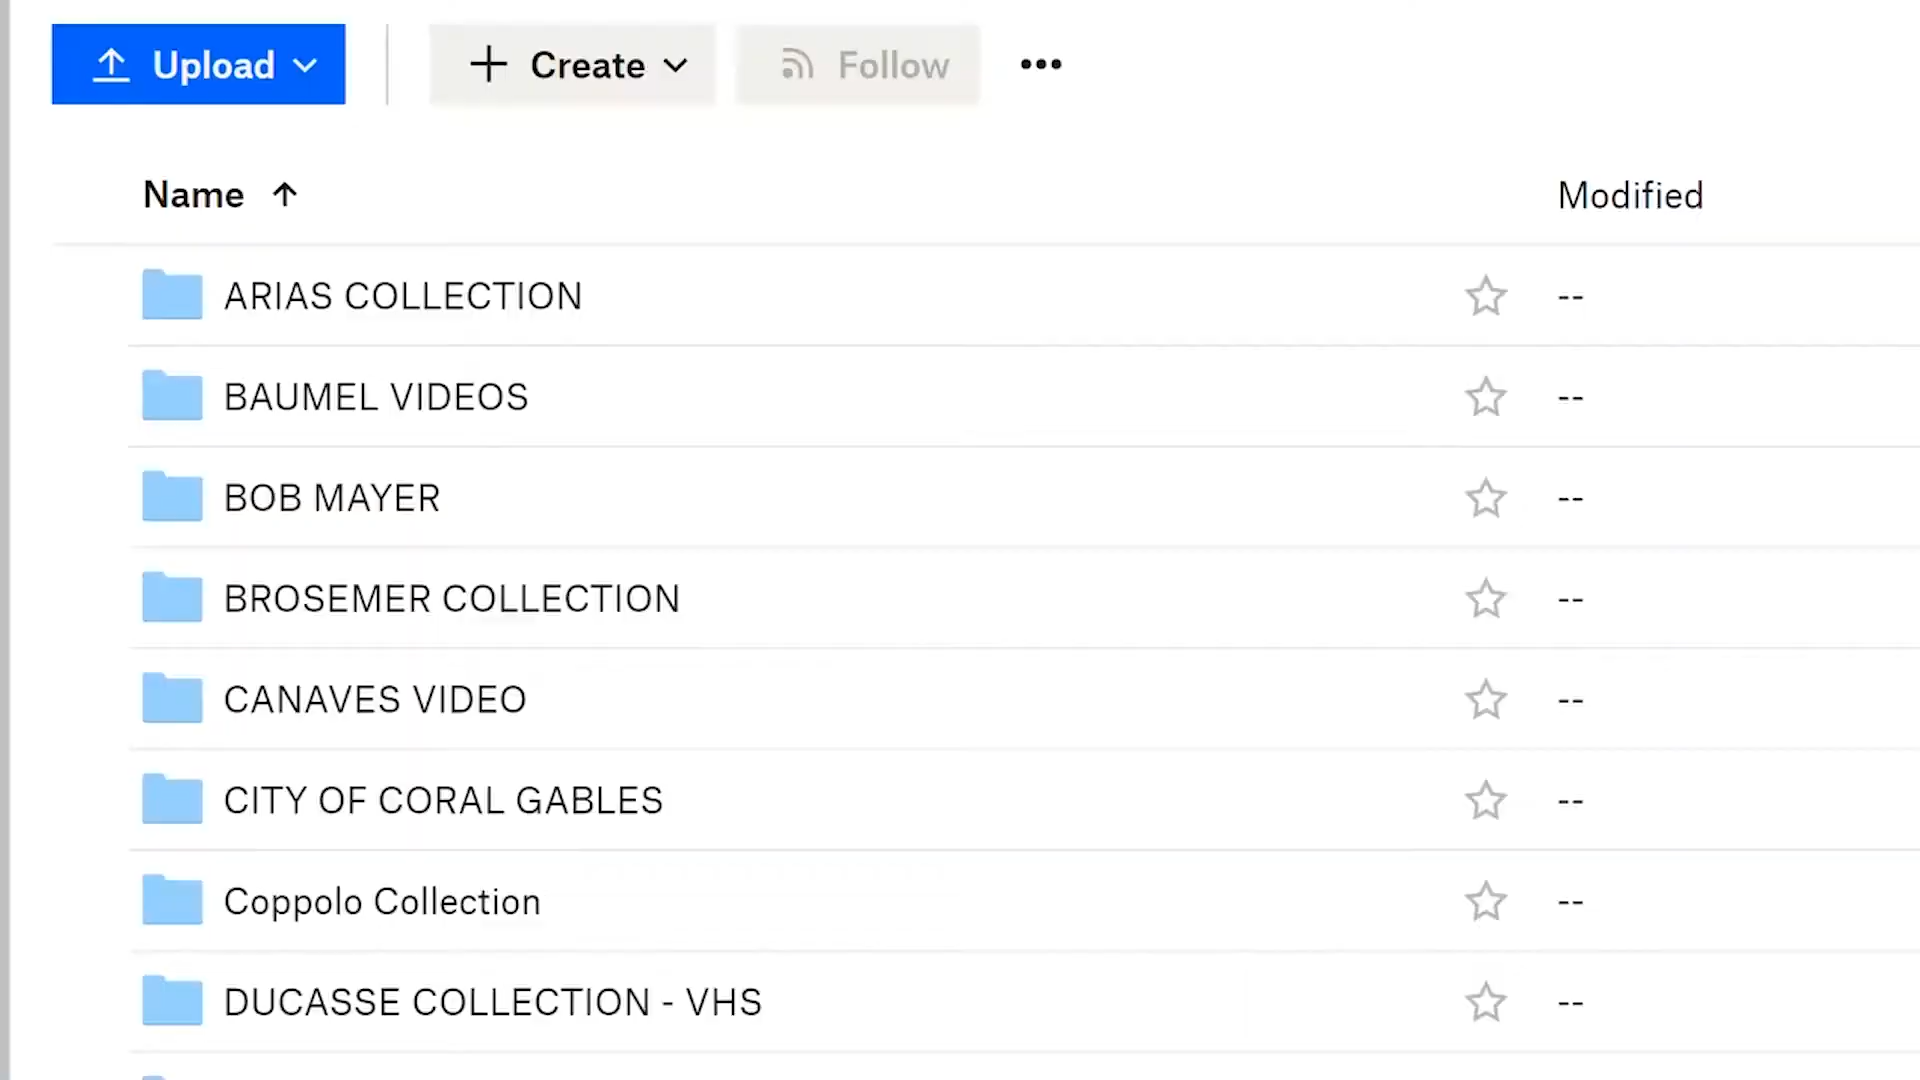 Upload
Create
Follow
Name
Modified
ARIAS COLLECTION --
BAUMEL VIDEOS --
BOB MAYER --
BROSEMER COLLECTION --
CANAVES VIDEO --
CITY OF CORAL GABLES --
Coppolo Collection --
DUCASSE COLLECTION - VHS --